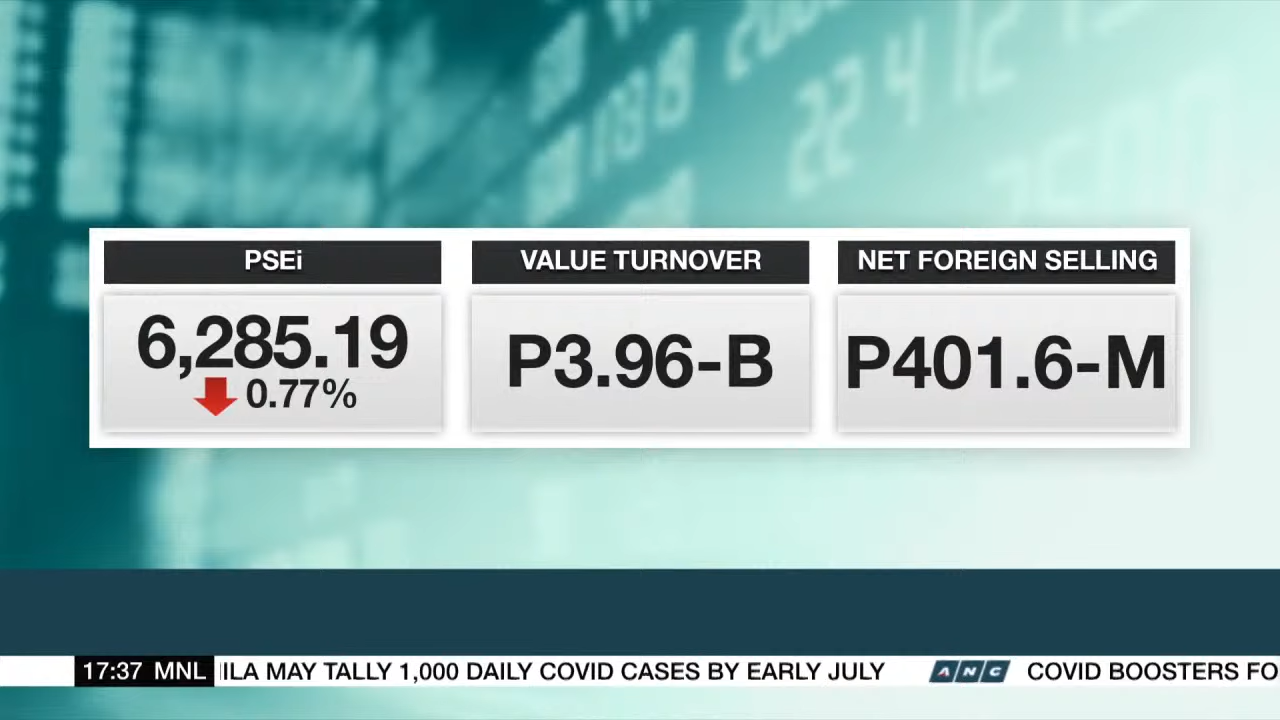 PSEi
6,285.19
0.77%
VALUE TURNOVER
P3.96-B
NET FOREIGN SELLING
P401.6-M
17:37 MNL
ILA MAY TALLY 1,000 DAILY COVID CASES BY EARLY JULY
ANC
COVID BOOSTERS FO